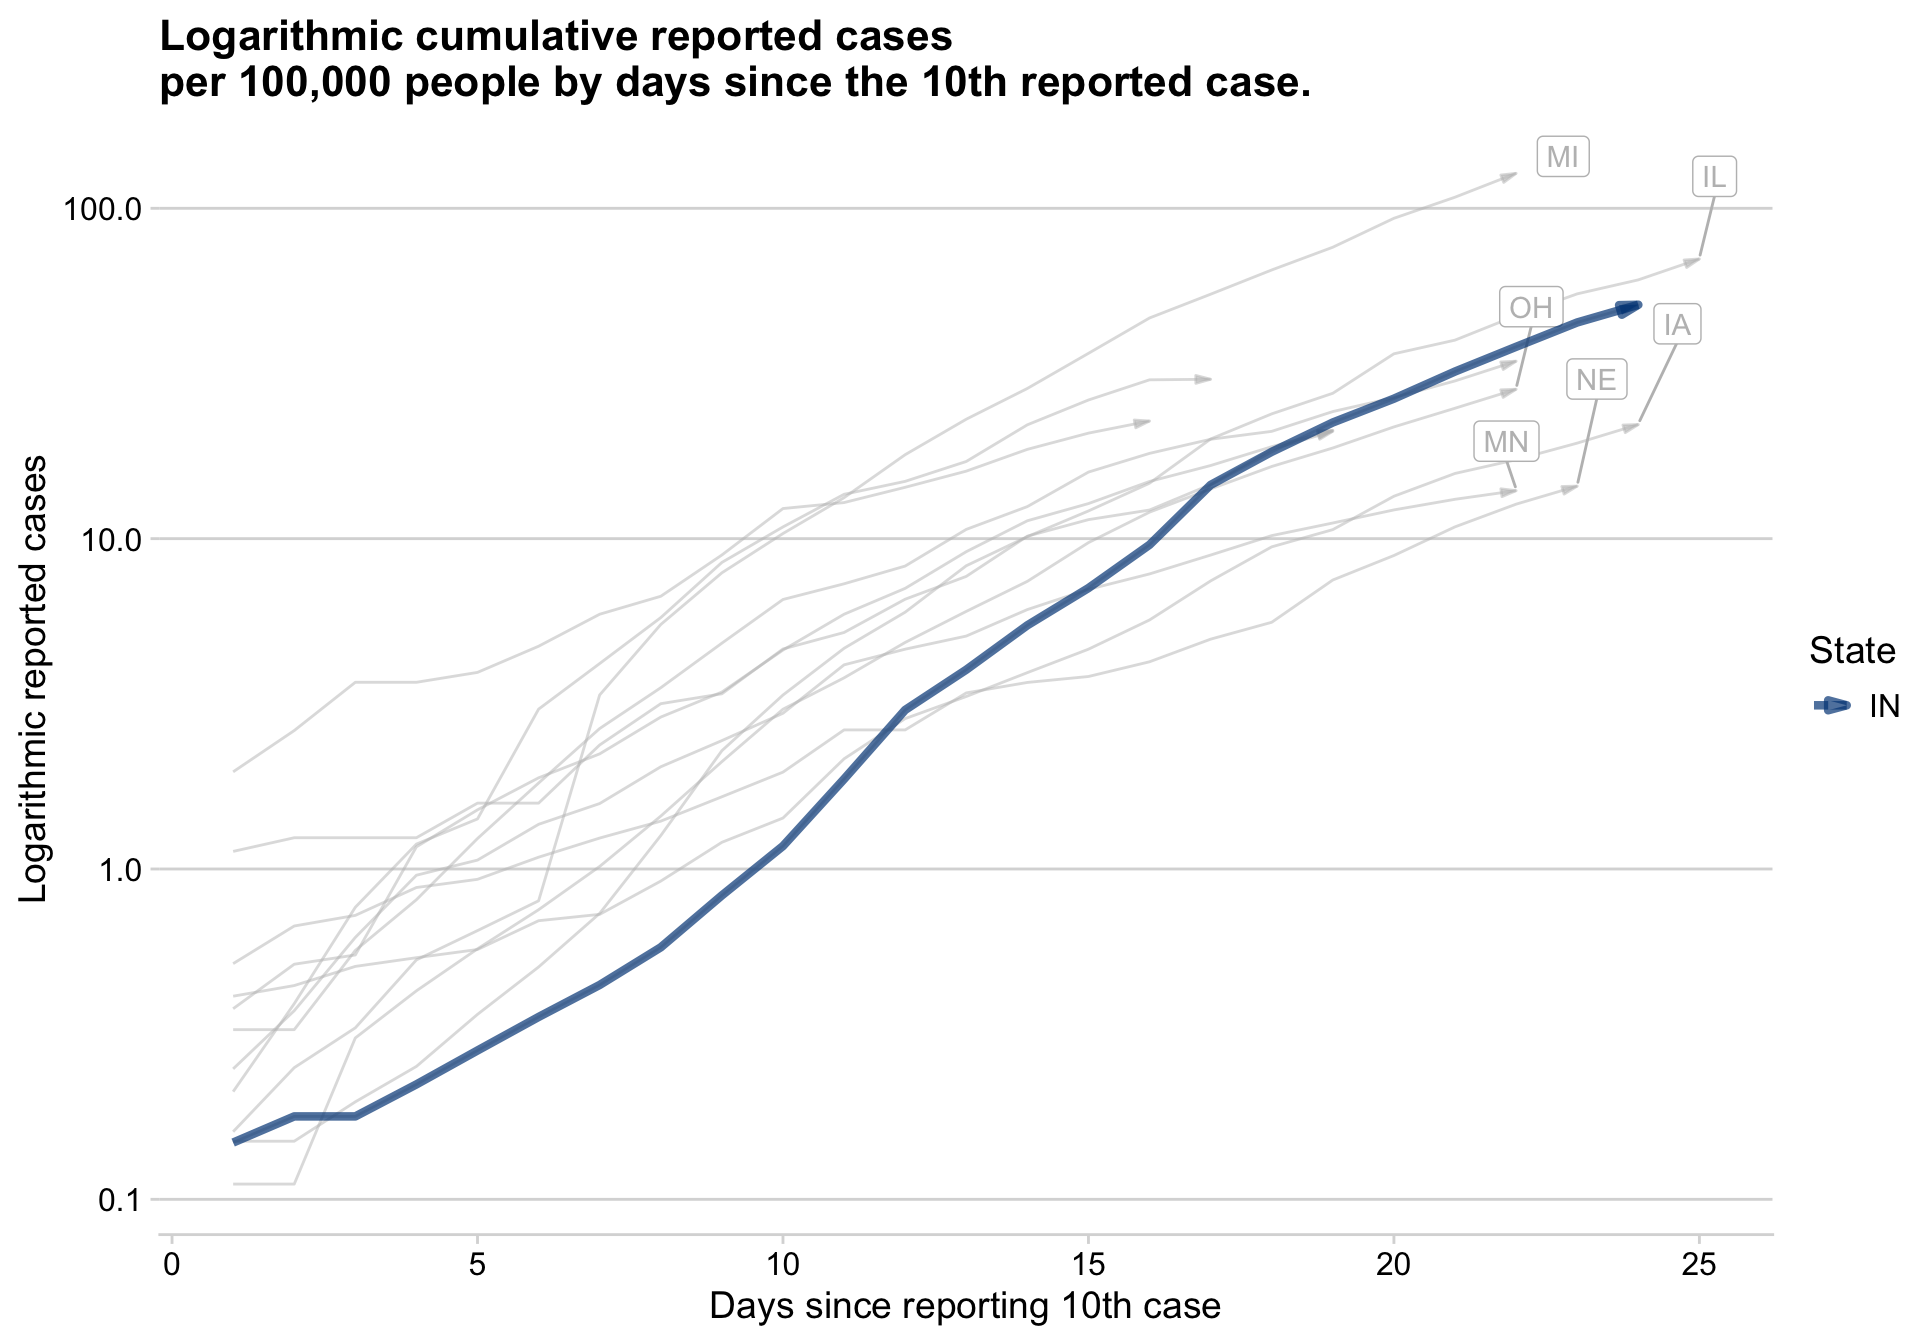 Logarithmic cumulative reported cases
per 100,000 people by days since the 10th reported case.
MI
IL
100.0
OH
IA
NE
MN
10.0
Logarithmic reported cases
State
IN
1.0
0.1
0 5 10 15 20 25
Days since reporting 10th case